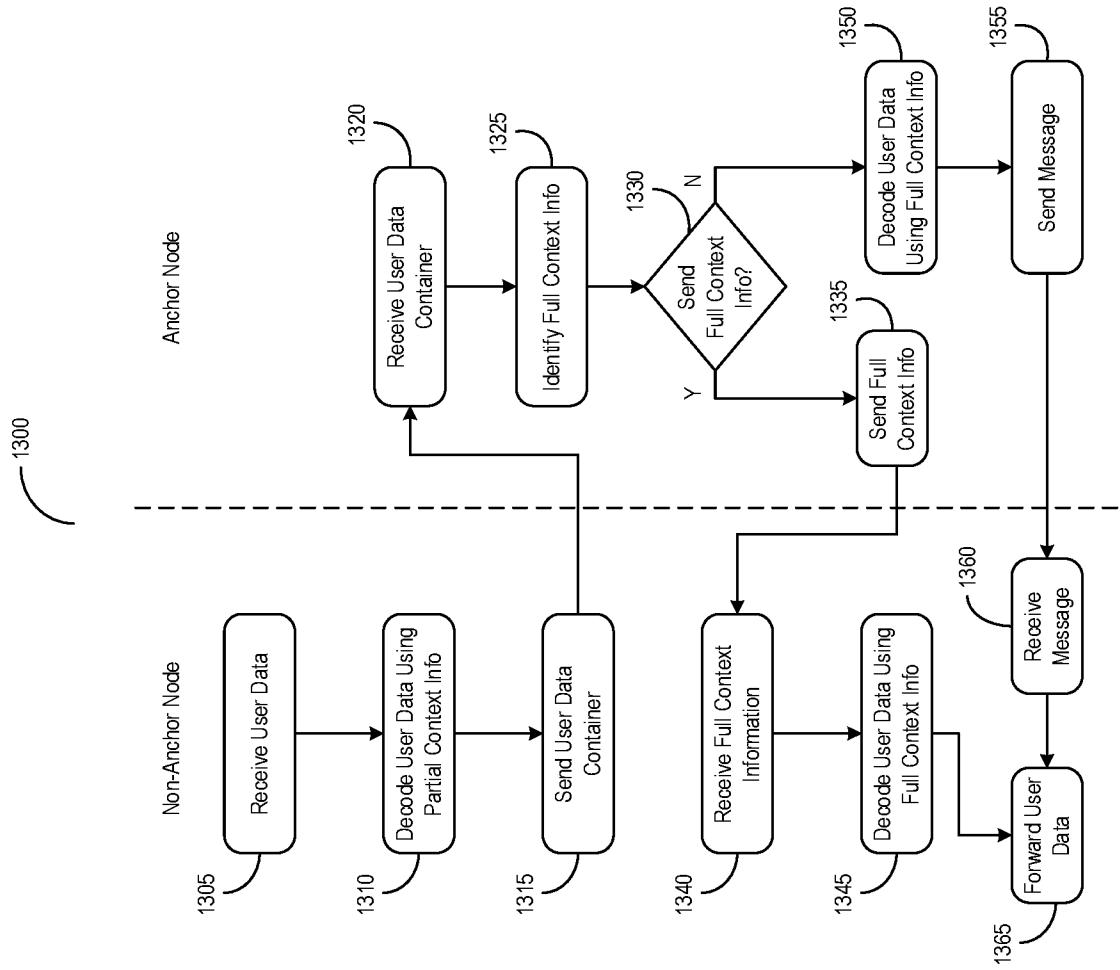 1300
Non-Anchor Node
Anchor Node
1305
Receive User Data
1310
Decode User Data Using
Partial Context Info
1315
Send User Data
Container
1320
Receive User Data
Container
1325
Identify Full Context Info
1330
Send
Full Context
Info?
Y
N
1335
Send Full
Context Info
1340
Receive Full Context
Information
1345
Decode User Data Using
Full Context Info
1350
Decode User Data
Using Full Context Info
1355
Send Message
1360
Receive
Message
1365
Forward User
Data